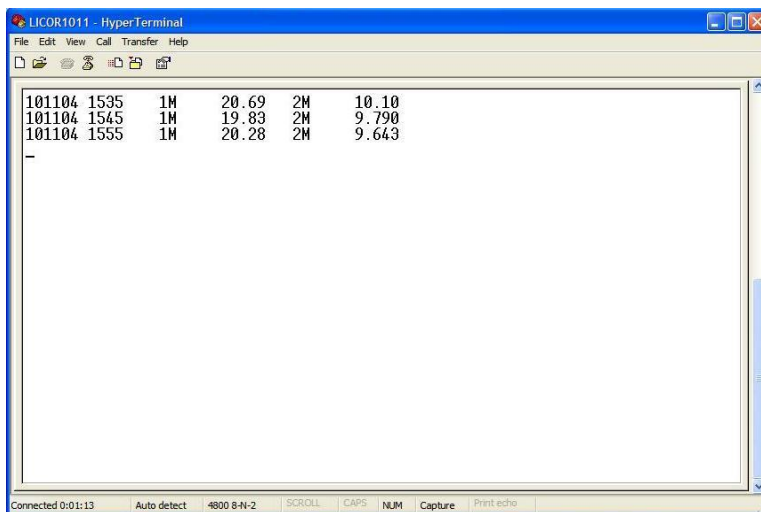 LICOR1011 - HyperTerminal
File Edit View Call Transfer Help
101104 1535 1M 20.69 2M 10.10
101104 1545 1M 19.83 2M 9.790
101104 1555 1M 20.28 2M 9.643
Connected 0:01:13 Auto detect 4800 8-N-2 SCROLL CAPS NUM Capture Print echo